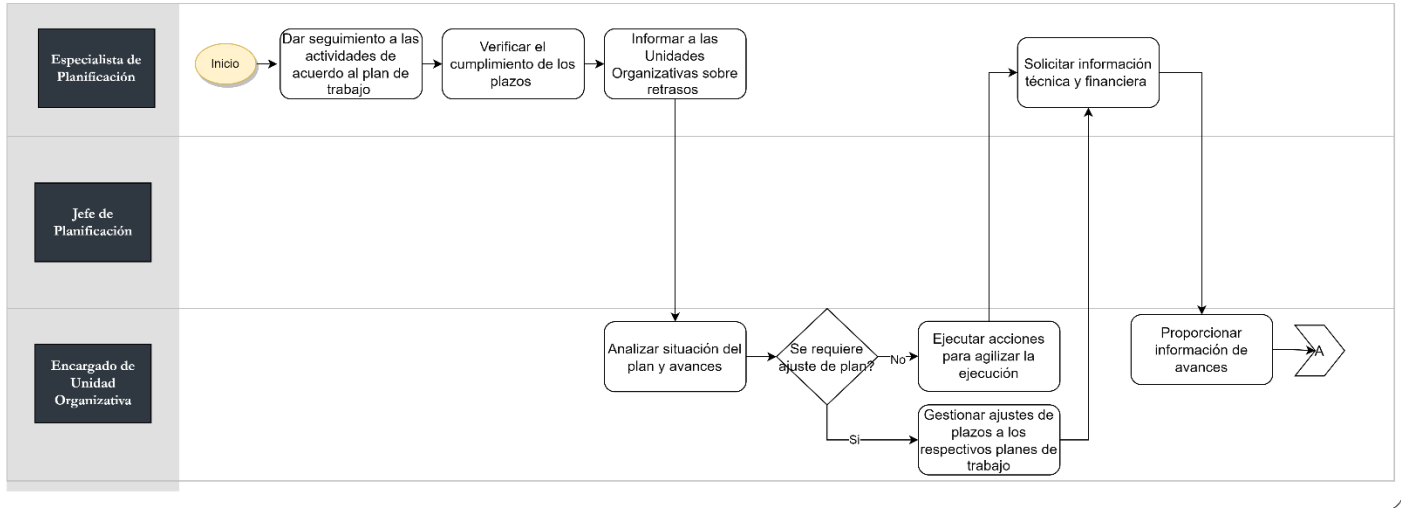 Especialista de
Planificación
Inicio
Dar seguimiento a las
actividades de
acuerdo al plan de
trabajo
Verificar el
cumplimiento de los
plazos
Informar a las
Unidades
Organizativas sobre
retrasos
Solicitar información
técnica y financiera
Jefe de
Planificación
Encargado de
Unidad
Organizativa
Analizar situación del
plan y avances
Se requiere
ajuste de plan?
No
Ejecutar acciones
para agilizar la
ejecución
Si
Gestionar ajustes de
plazos a los
respectivos planes de
trabajo
Proporcionar
información de
avances
A